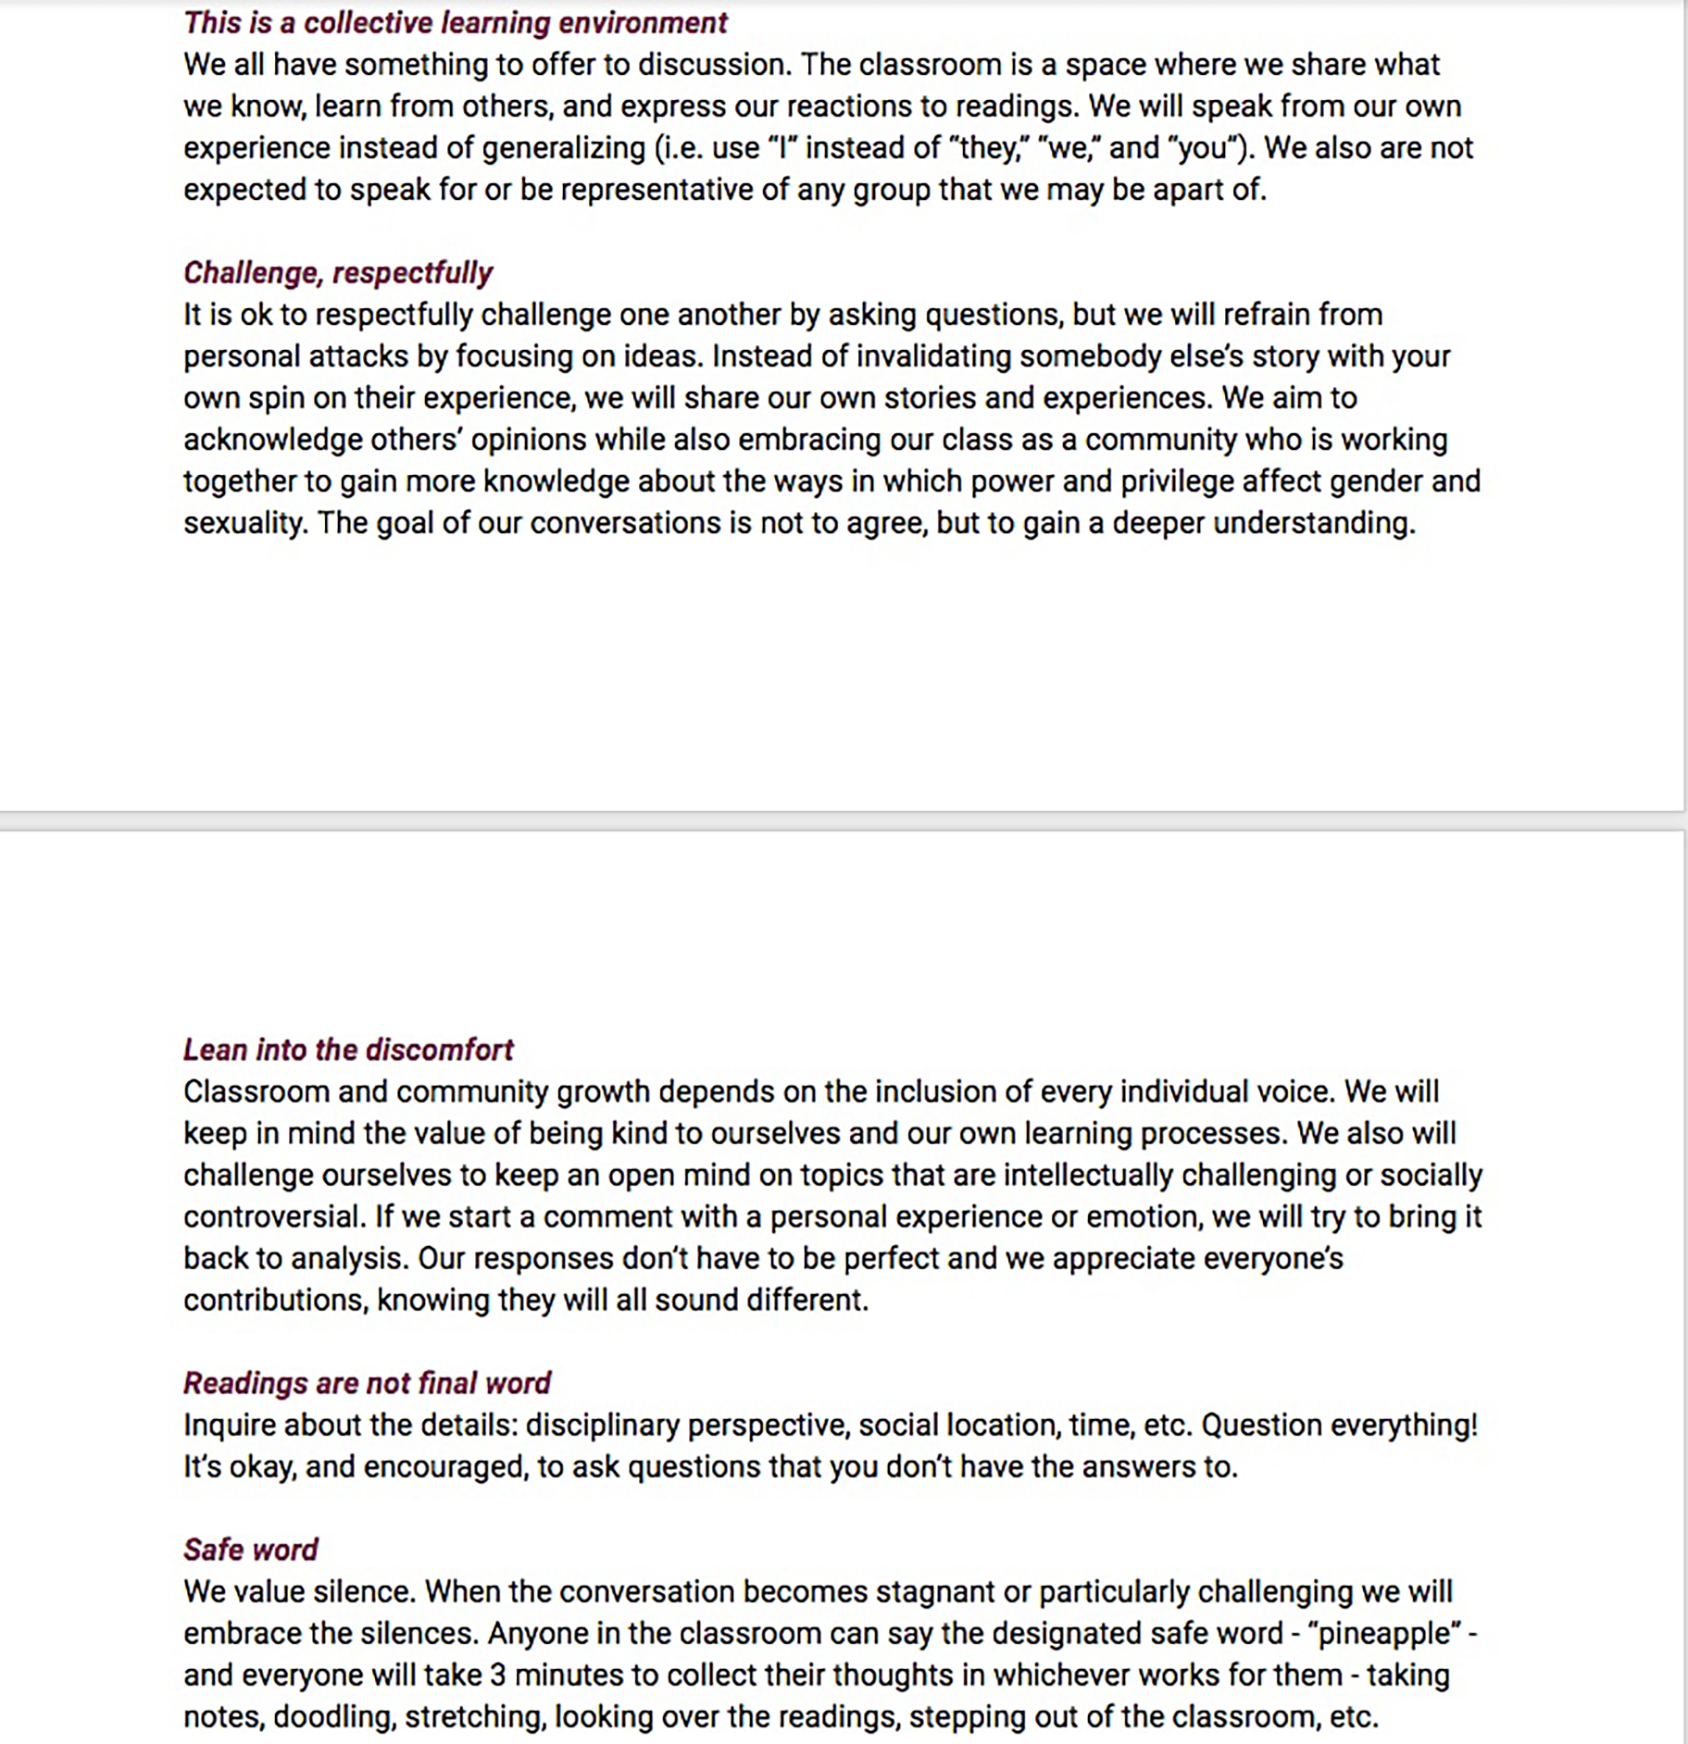 This is a collective learning environment
We all have something to offer to discussion. The classroom is a space where we share what
we know, learn from others, and express our reactions to readings. We will speak from our own
experience instead of generalizing (i.e. use “I” instead of “they,” “we,” and “you”). We also are not
expected to speak for or be representative of any group that we may be apart of.
Challenge, respectfully
It is ok to respectfully challenge one another by asking questions, but we will refrain from
personal attacks by focusing on ideas. Instead of invalidating somebody else’s story with your
own spin on their experience, we will share our own stories and experiences. We aim to
acknowledge others’ opinions while also embracing our class as a community who is working
together to gain more knowledge about the ways in which power and privilege affect gender and
sexuality. The goal of our conversations is not to agree, but to gain a deeper understanding.
Lean into the discomfort
Classroom and community growth depends on the inclusion of every individual voice. We will
keep in mind the value of being kind to ourselves and our own learning processes. We also will
challenge ourselves to keep an open mind on topics that are intellectually challenging or socially
controversial. If we start a comment with a personal experience or emotion, we will try to bring it
back to analysis. Our responses don’t have to be perfect and we appreciate everyone’s
contributions, knowing they will all sound different.
Readings are not final word
Inquire about the details: disciplinary perspective, social location, time, etc. Question everything!
It’s okay, and encouraged, to ask questions that you don’t have the answers to.
Safe word
We value silence. When the conversation becomes stagnant or particularly challenging we will
embrace the silences. Anyone in the classroom can say the designated safe word - “pineapple” -
and everyone will take 3 minutes to collect their thoughts in whichever works for them - taking
notes, doodling, stretching, looking over the readings, stepping out of the classroom, etc.